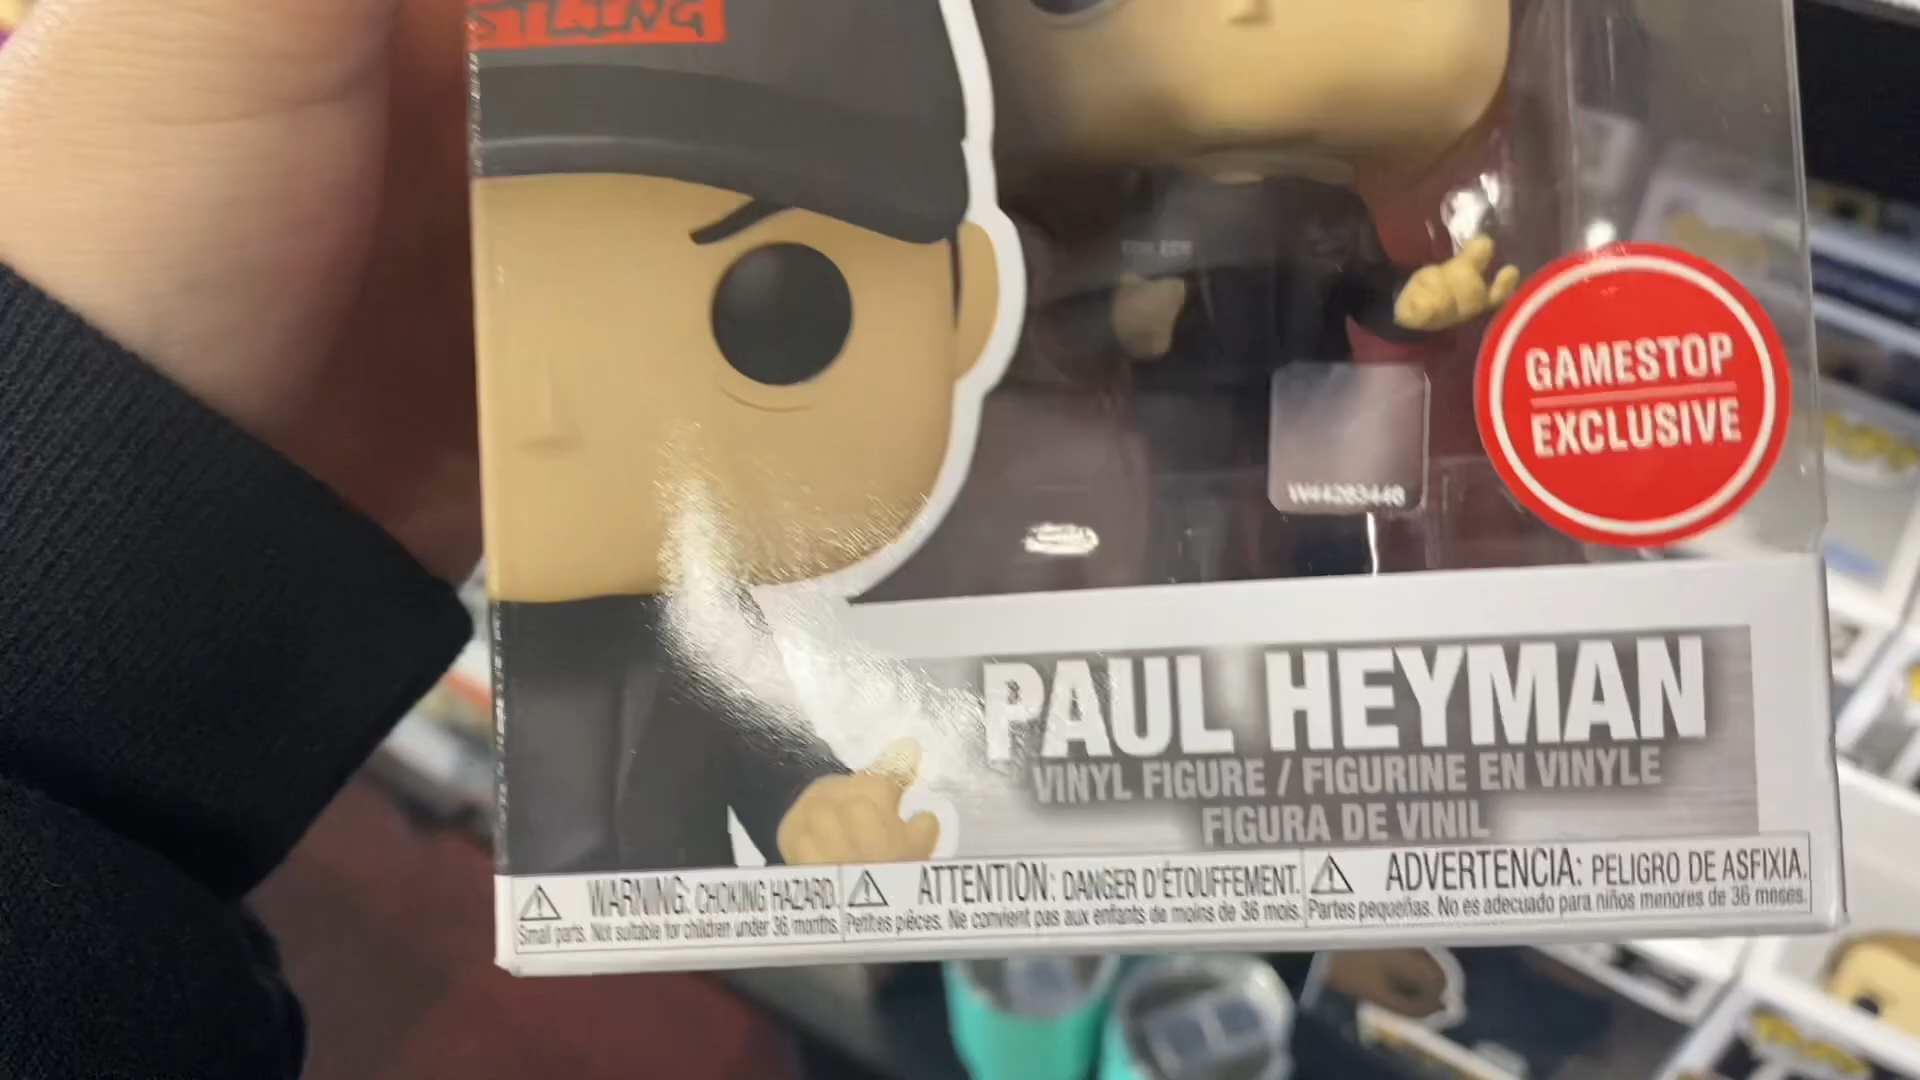 STLING
GAMESTOP
EXCLUSIVE
W44283446
PAUL HEYMAN
VINYL FIGURE / FIGURINE EN VINYLE
FIGURA DE VINIL
WARNING: CHOKING HAZARD.
Small parts. Not suitable for children under 36 months.
ATTENTION: DANGER D'ÉTOUFFEMENT.
Petites pièces. Ne convient pas aux enfants de moins de 36 mois.
ADVERTENCIA: PELIGRO DE ASFIXIA.
Partes pequeñas. No es adecuado para niños menores de 36 meses.